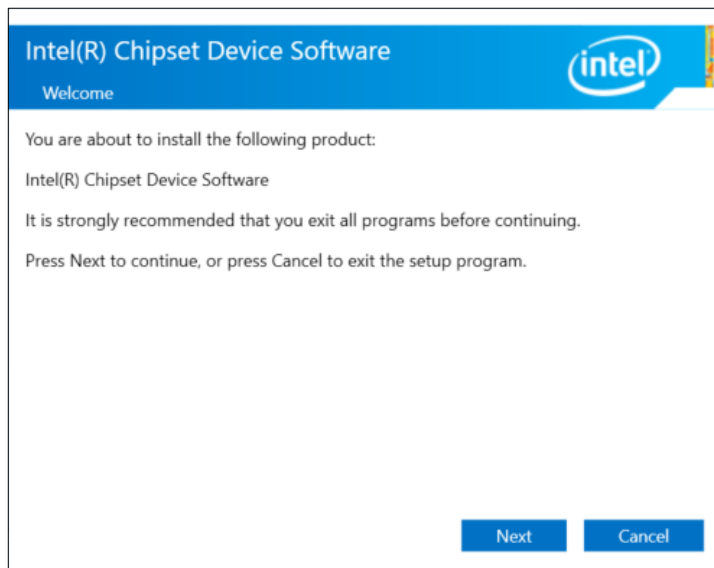 Intel(R) Chipset Device Software
intel
Welcome
You are about to install the following product:
Intel(R) Chipset Device Software
It is strongly recommended that you exit all programs before continuing.
Press Next to continue, or press Cancel to exit the setup program.
Next
Cancel